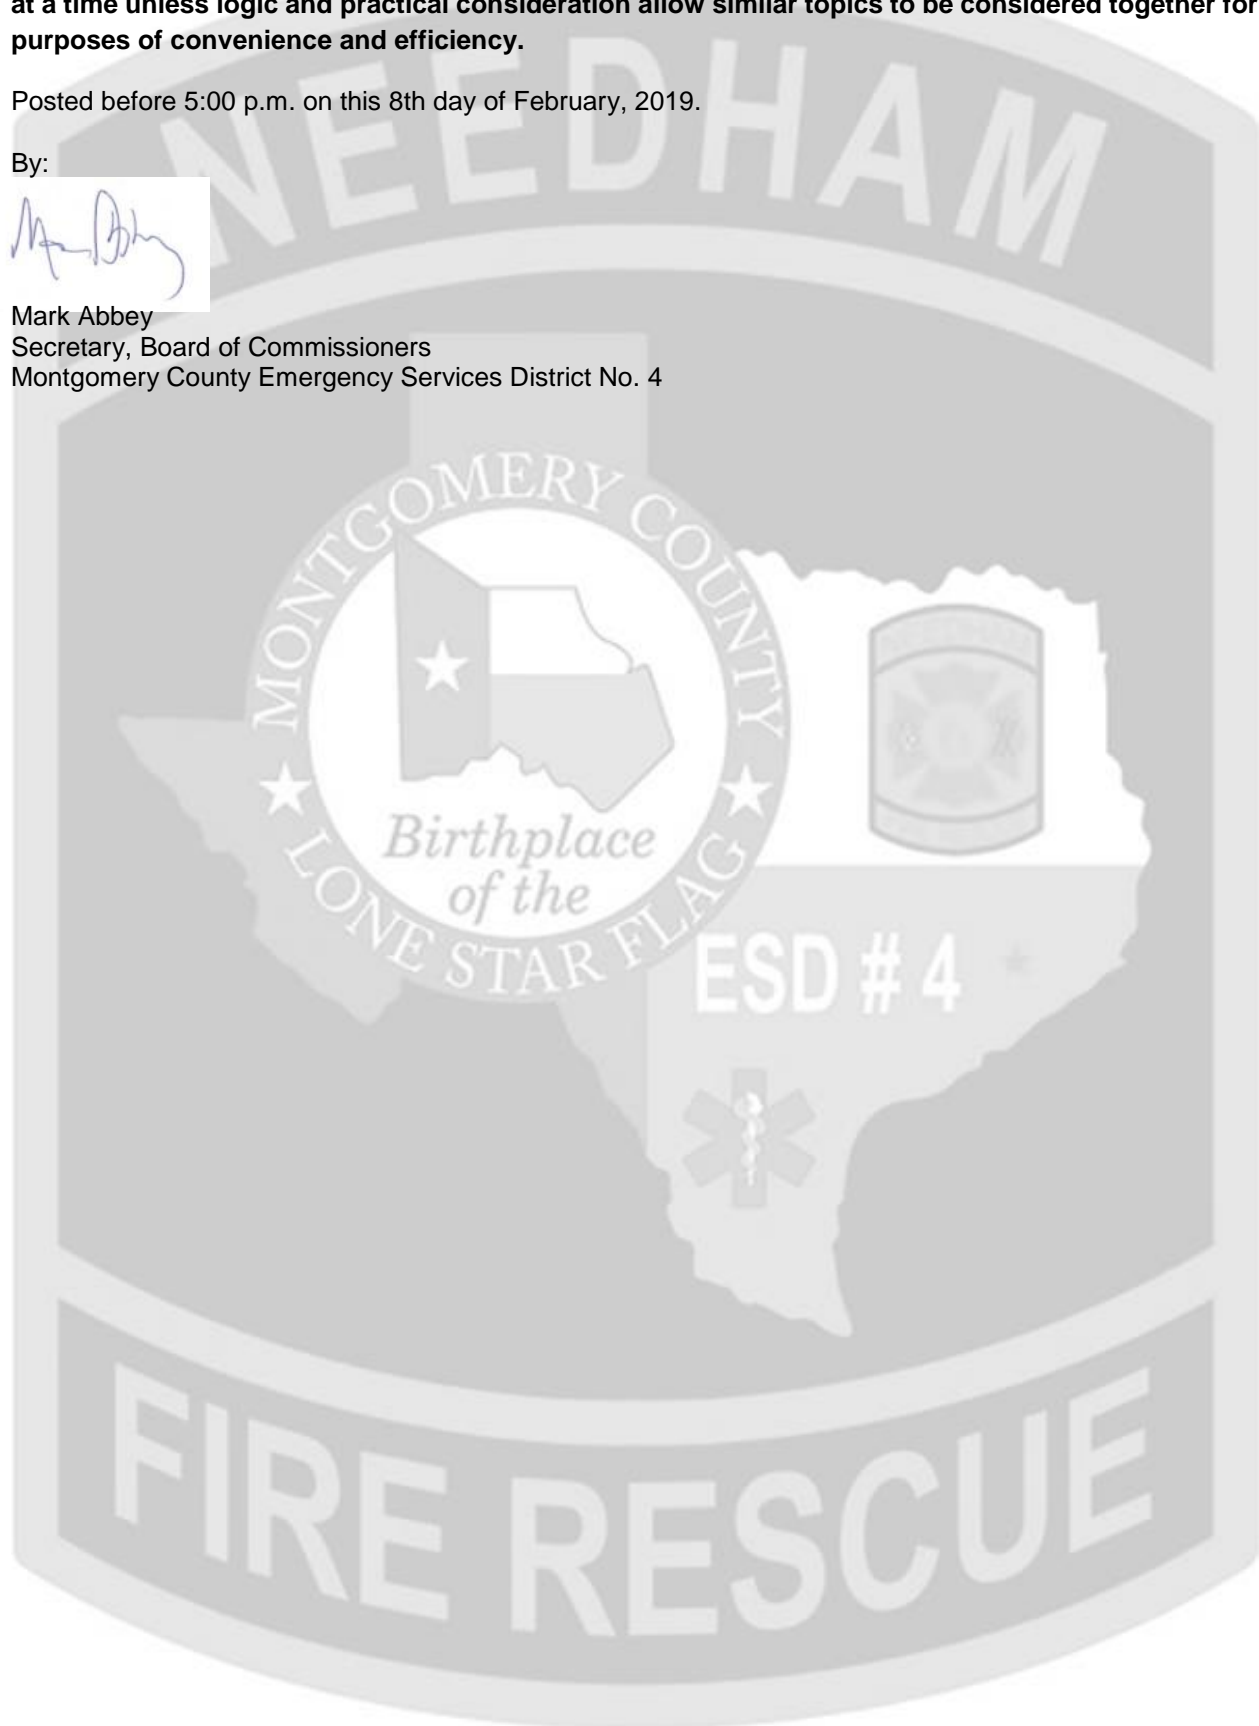 at a time unless logic and practical consideration allow similar topics to be considered together for
purposes of convenience and efficiency.
Posted before 5:00 p.m. on this 8th day of February, 2019.
By:
Mark Abbey
Secretary, Board of Commissioners
Montgomery County Emergency Services District No. 4
NEEDHAM
MONTGOMERY COUNTY
Birthplace
of the
LONE STAR FLAG
ESD # 4
FIRE RESCUE